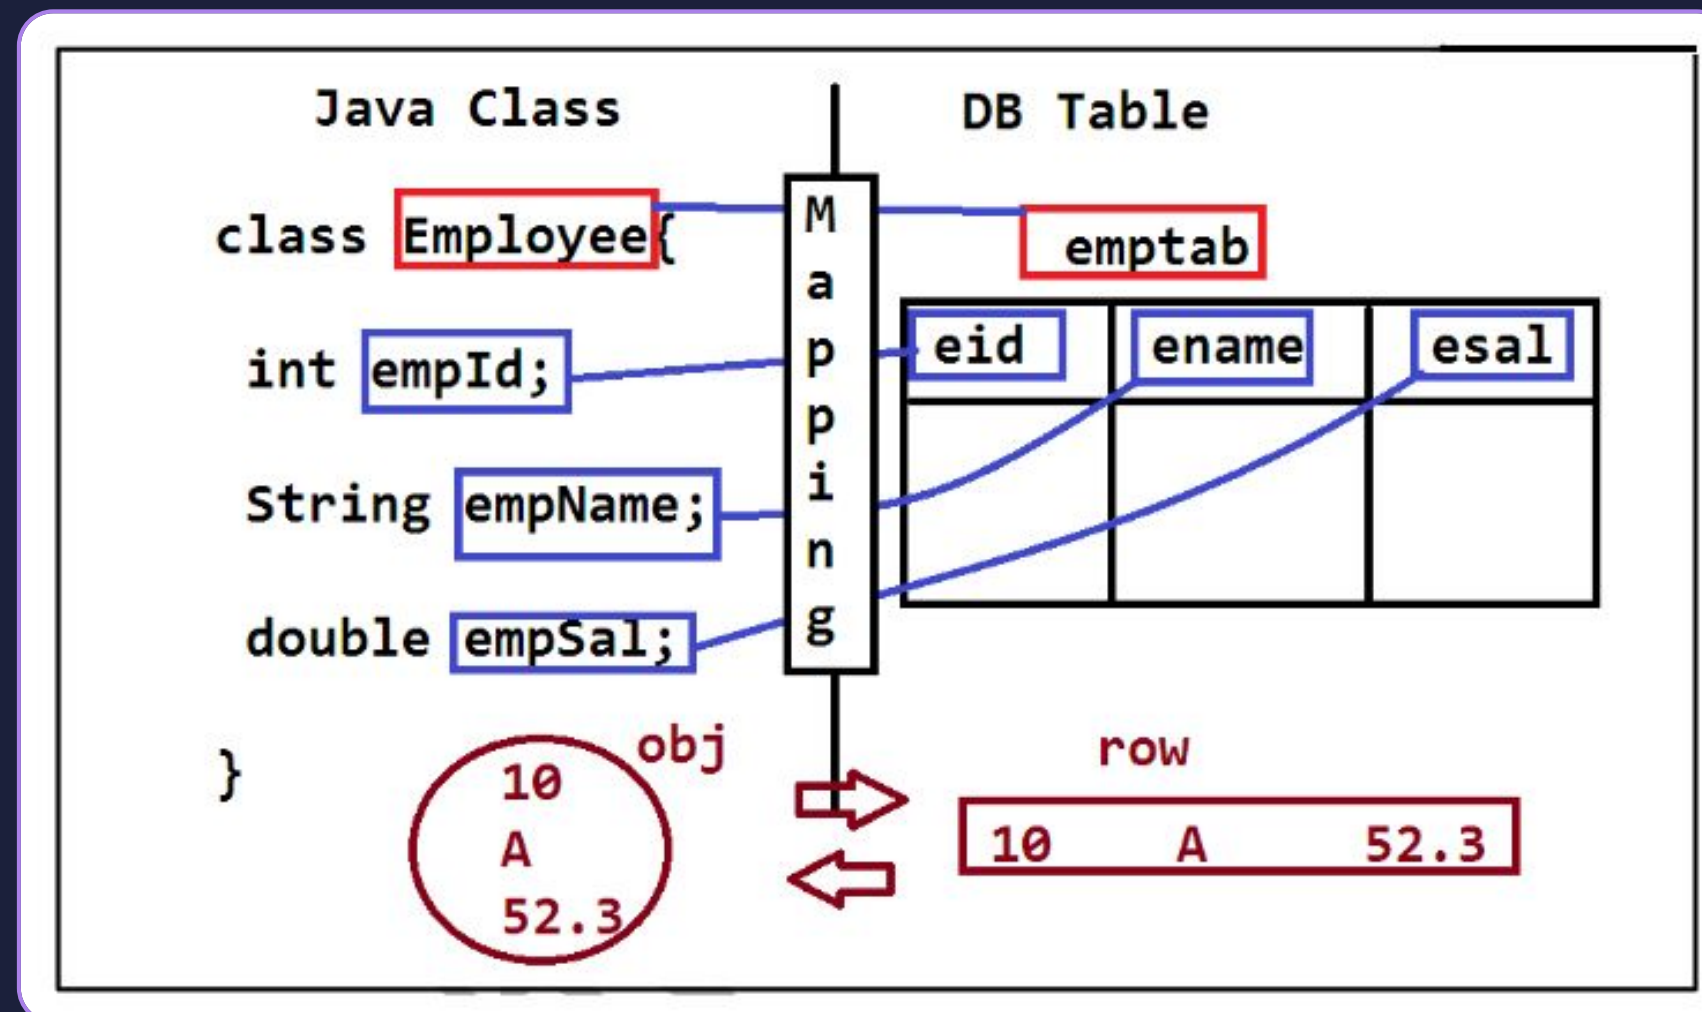 Java Class
DB Table
class Employee{
emptab
int empId;
eid ename esal
String empName;
double empSal;
}
M
a
p
p
i
n
g
obj
10
A
52.3
row
10 A 52.3